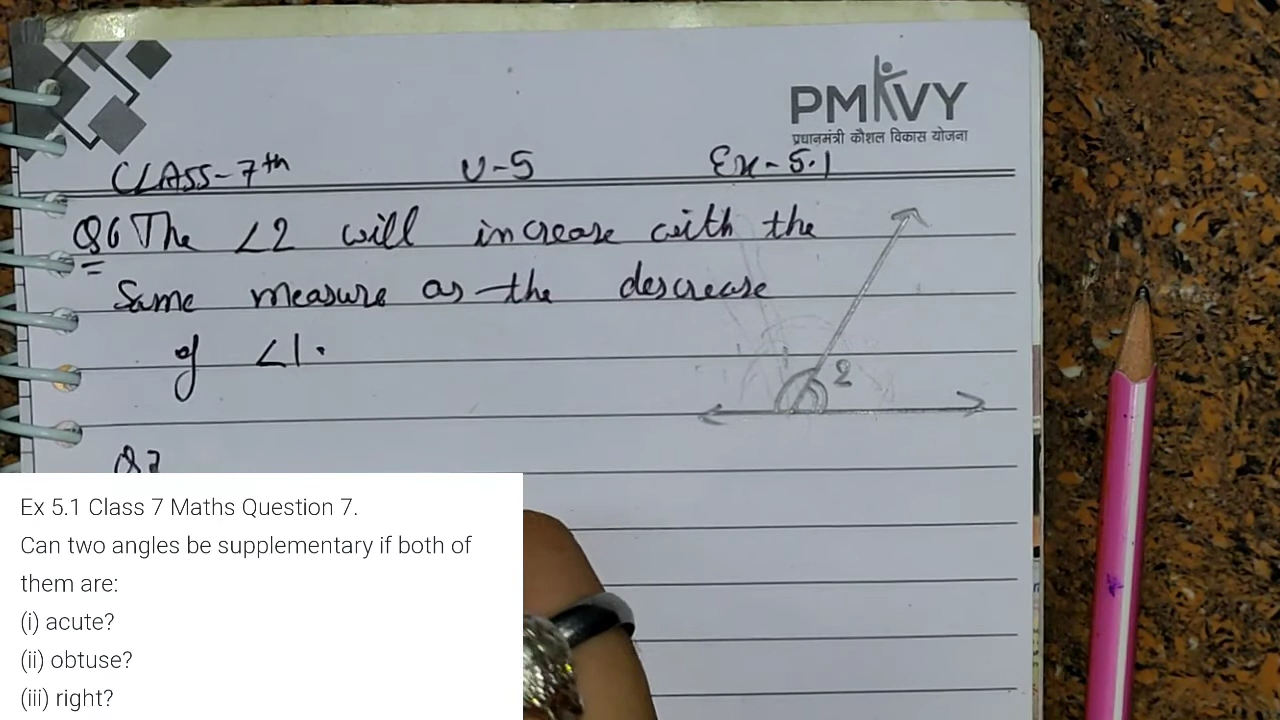 PMKVY
प्रधानमंत्री कौशल विकास योजना
CLASS-7th U-5 Ex-5.1
Q6 The ∠2 will increase with the
Same measure as the descrease
of ∠1.
2
Q7
Ex 5.1 Class 7 Maths Question 7.
Can two angles be supplementary if both of
them are:
(i) acute?
(ii) obtuse?
(iii) right?